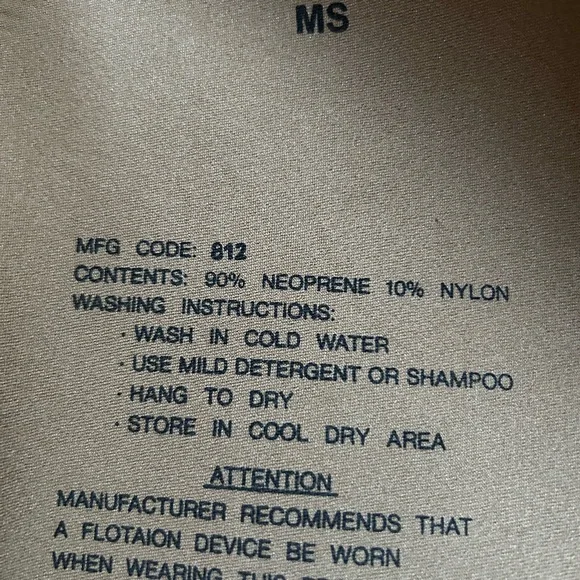 MS
MFG CODE: 812
CONTENTS: 90% NEOPRENE 10% NYLON
WASHING INSTRUCTIONS:
· WASH IN COLD WATER
· USE MILD DETERGENT OR SHAMPOO
· HANG TO DRY
· STORE IN COOL DRY AREA
ATTENTION
MANUFACTURER RECOMMENDS THAT
A FLOTAION DEVICE BE WORN
WHEN WEARING THIS